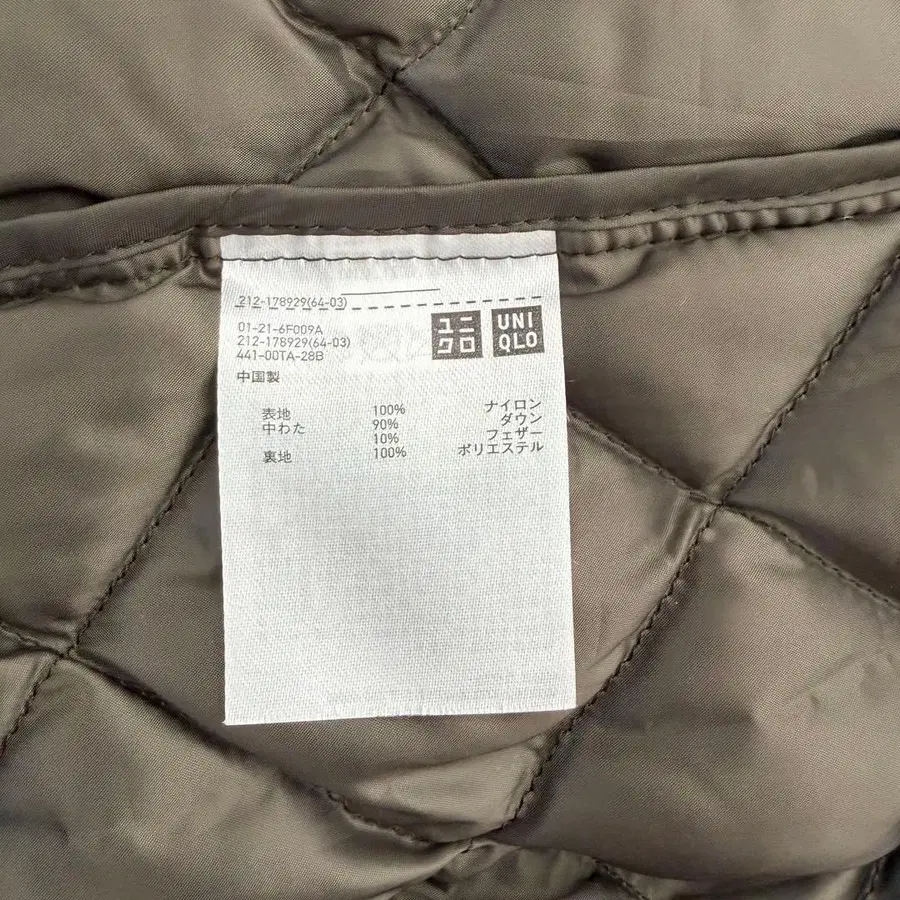 212-178929(64-03)
01-21-6F009A
212-178929(64-03)
441-00TA-28B
ユニクロ
UNIQLO
中国製
表地 100% ナイロン
中わた 90% ダウン
10% フェザー
裏地 100% ポリエステル